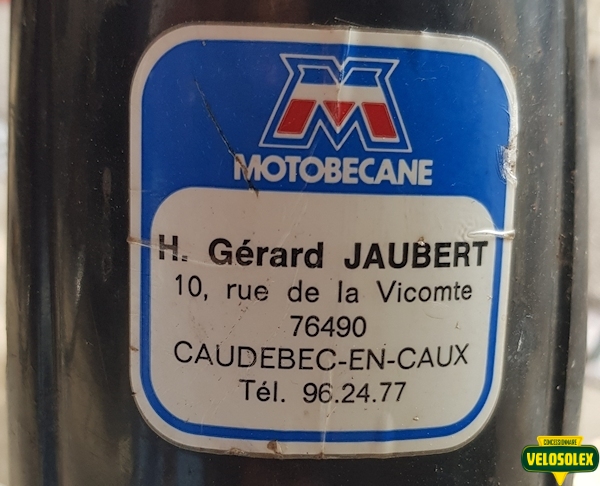 M
MOTOBECANE
H. Gérard JAUBERT
10, rue de la Vicomte
76490
CAUDEBEC-EN-CAUX
Tél. 96.24.77
CONCESSIONNAIRE
VELOSOLEX